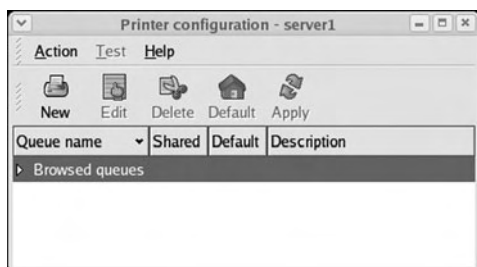 Printer configuration - server1
Action Test Help
New Edit Delete Default Apply
Queue name Shared Default Description
Browsed queues